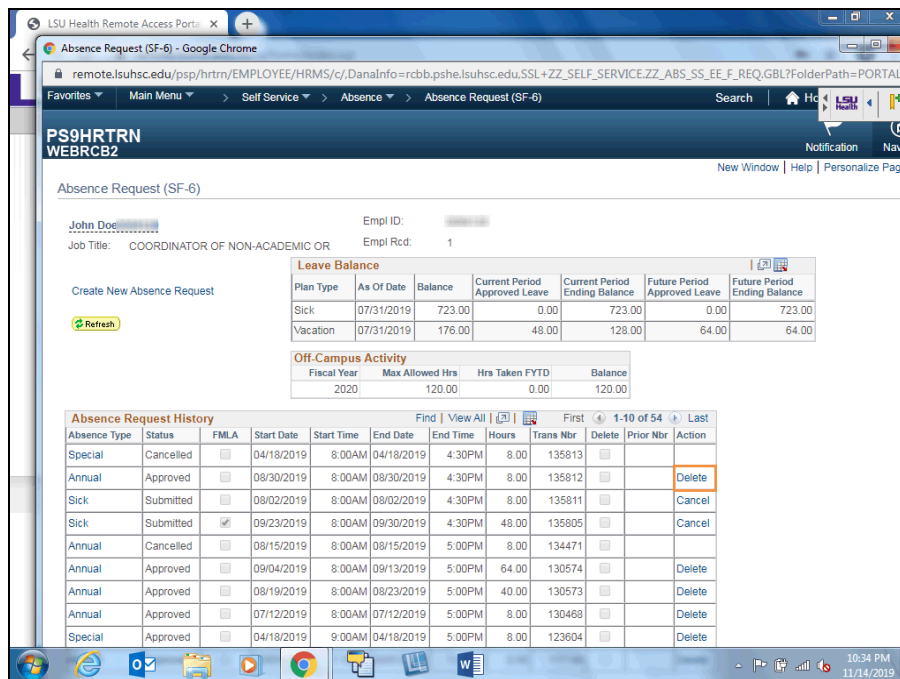 LSU Health Remote Access Porta
Absence Request (SF-6) - Google Chrome
remote.lsuhsc.edu/psp/hrtrn/EMPLOYEE/HRMS/c/,DanaInfo=rcbb.pshe.lsuhsc.edu,SSL+ZZ_SELF_SERVICE.ZZ_ABS_SS_EE_F_REQ.GBL?FolderPath=PORTAL
Favorites Main Menu > Self Service > Absence > Absence Request (SF-6) Search Ho LSU Health
PS9HRTRN
WEBRCB2
Notification Nav
New Window | Help | Personalize Pag
Absence Request (SF-6)
John Doe Empl ID:
Job Title: COORDINATOR OF NON-ACADEMIC OR Empl Rcd: 1
Create New Absence Request
Refresh
Leave Balance
Plan Type As Of Date Balance Current Period Approved Leave Current Period Ending Balance Future Period Approved Leave Future Period Ending Balance
Sick 07/31/2019 723.00 0.00 723.00 0.00 723.00
Vacation 07/31/2019 176.00 48.00 128.00 64.00 64.00
Off-Campus Activity
Fiscal Year Max Allowed Hrs Hrs Taken FYTD Balance
2020 120.00 0.00 120.00
Absence Request History Find | View All | First 1-10 of 54 Last
Absence Type Status FMLA Start Date Start Time End Date End Time Hours Trans Nbr Delete Prior Nbr Action
Special Cancelled 04/18/2019 8:00AM 04/18/2019 4:30PM 8.00 135813
Annual Approved 08/30/2019 8:00AM 08/30/2019 4:30PM 8.00 135812 Delete
Sick Submitted 08/02/2019 8:00AM 08/02/2019 4:30PM 8.00 135811 Cancel
Sick Submitted 09/23/2019 8:00AM 09/30/2019 4:30PM 48.00 135805 Cancel
Annual Cancelled 08/15/2019 8:00AM 08/15/2019 5:00PM 8.00 134471
Annual Approved 09/04/2019 8:00AM 09/13/2019 5:00PM 64.00 130574 Delete
Annual Approved 08/19/2019 8:00AM 08/23/2019 5:00PM 40.00 130573 Delete
Annual Approved 07/12/2019 8:00AM 07/12/2019 5:00PM 8.00 130468 Delete
Special Approved 04/18/2019 9:00AM 04/18/2019 5:00PM 8.00 123604 Delete
10:34 PM
11/14/2019